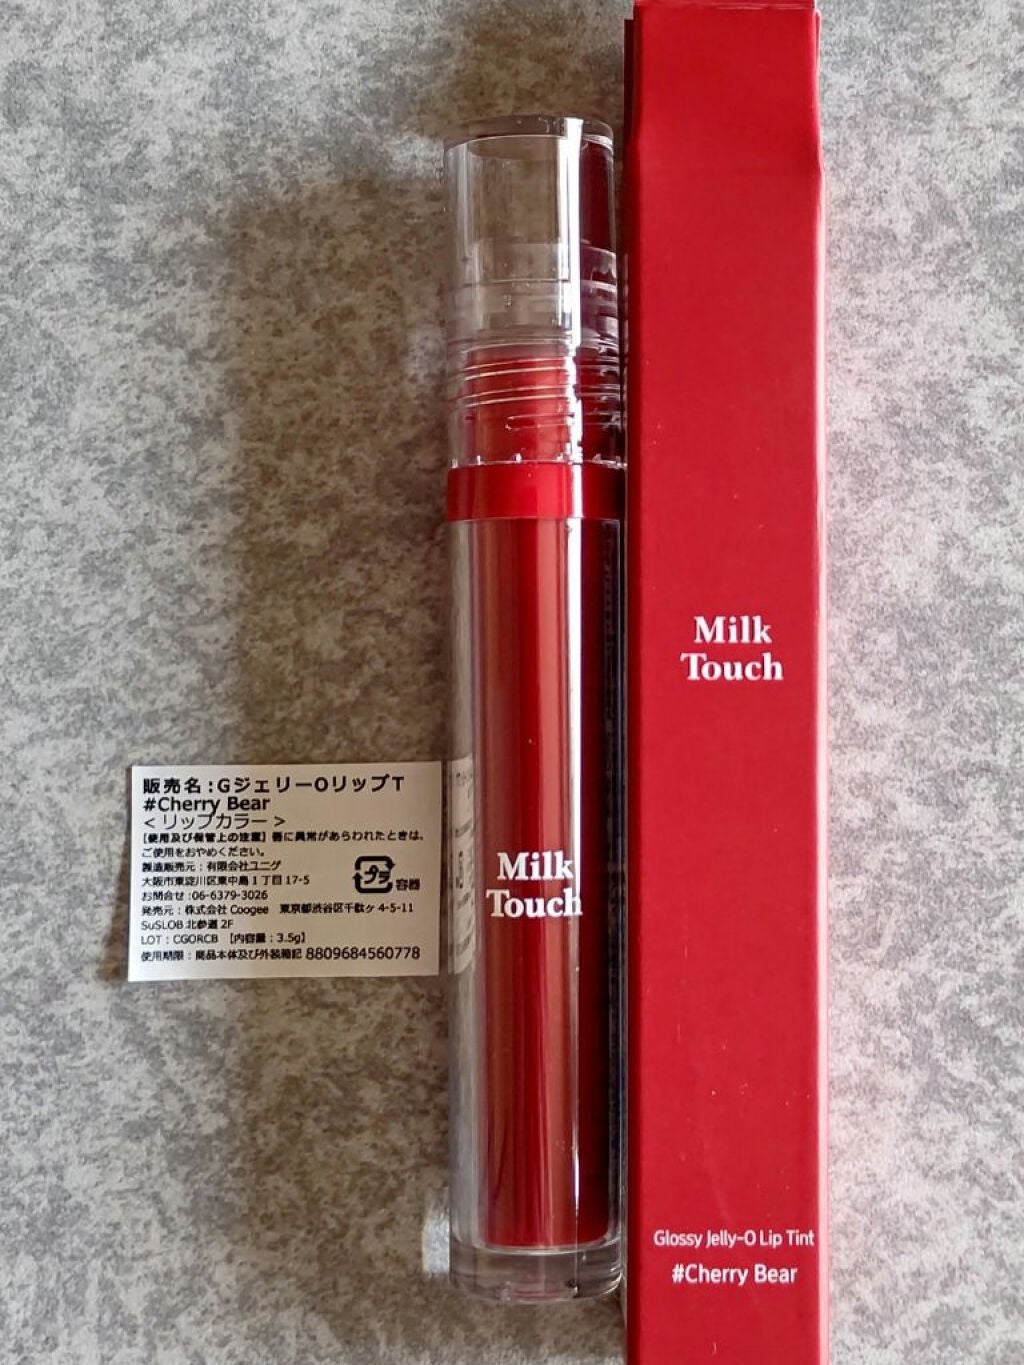 販売名:GジェリーOリップT
#Cherry Bear
<リップカラー>
【使用及び保管上の注意】唇に異常があらわれたときは、
ご使用をおやめください。
製造販売元:有限会社ユニゲ
大阪市東淀川区東中島1丁目17-5
お問合せ:06-6379-3026
発売元:株式会社 Coogee 東京都渋谷区千駄ヶ4-5-11
SuSLOB 北参道 2F
LOT:CGORCB 【内容量:3.5g】
使用期限:商品本体及び外装箱記 8809684560778
プラ
容器
Milk
Touch
Milk
Touch
Glossy Jelly-O Lip Tint
#Cherry Bear